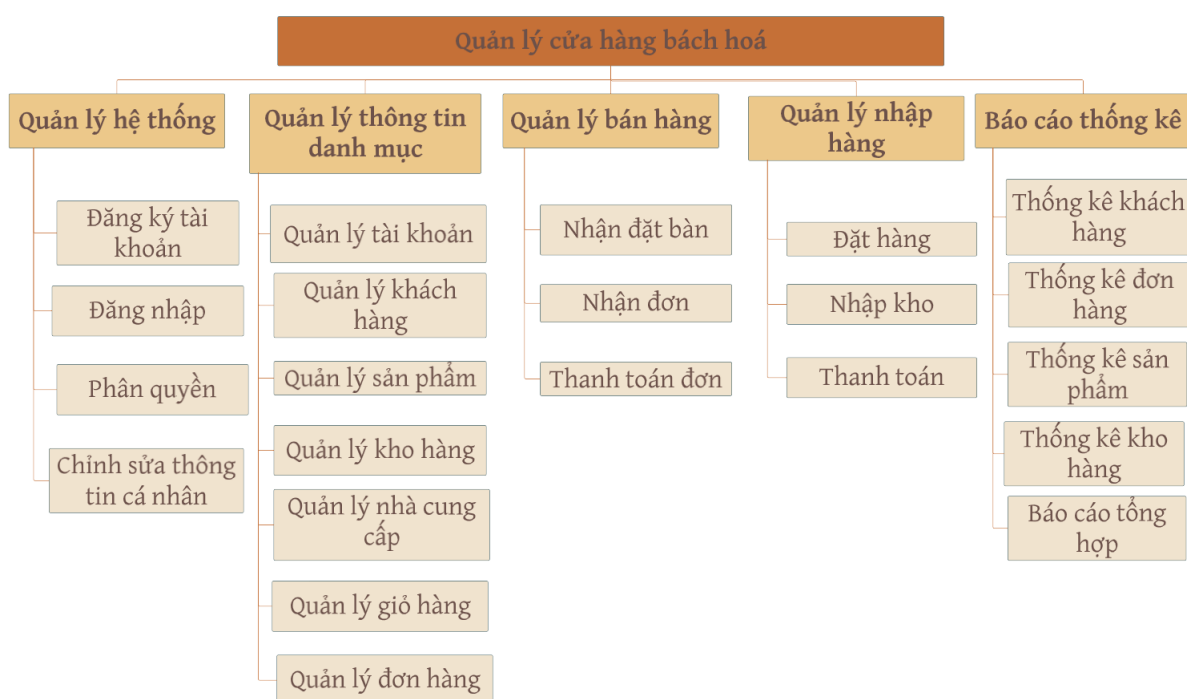 Quản lý cửa hàng bách hoá
Quản lý hệ thống
Đăng ký tài
khoản
Đăng nhập
Phân quyền
Chỉnh sửa thông
tin cá nhân
Quản lý thông tin
danh mục
Quản lý tài khoản
Quản lý khách
hàng
Quản lý sản phẩm
Quản lý kho hàng
Quản lý nhà cung
cấp
Quản lý giỏ hàng
Quản lý đơn hàng
Quản lý bán hàng
Nhận đặt bàn
Nhận đơn
Thanh toán đơn
Quản lý nhập
hàng
Đặt hàng
Nhập kho
Thanh toán
Báo cáo thống kê
Thống kê khách
hàng
Thống kê đơn
hàng
Thống kê sản
phẩm
Thống kê kho
hàng
Báo cáo tổng
hợp